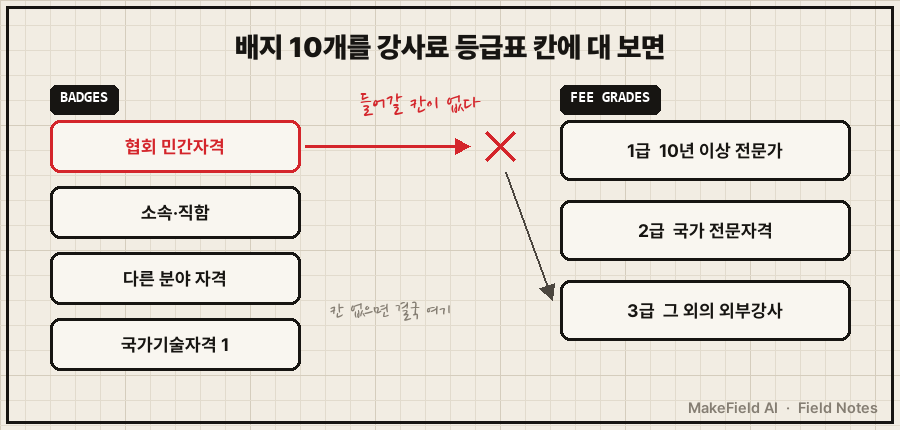 배지 10개를 강사료 등급표 칸에 대 보면
BADGES
들어갈 칸이 없다
FEE GRADES
협회 민간자격
1급 10년 이상 전문가
소속·직함
2급 국가 전문자격
다른 분야 자격
3급 그 외의 외부강사
칸 없으면 결국 여기
국가기술자격 1
MakeField AI · Field Notes